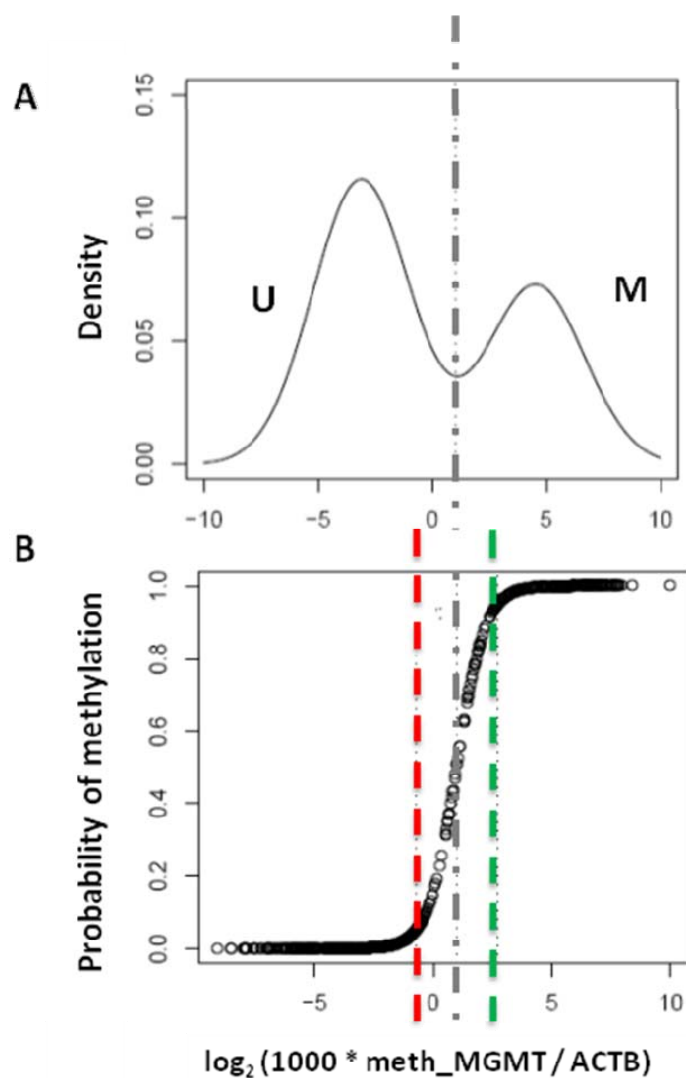 A
0.15
0.10
0.05
0.00
Density
U
M
−10 −5 0 5 10
B
1.0
0.8
0.6
0.4
0.2
0.0
Probability of methylation
−5 0 5 10
log₂ (1000 * meth_MGMT / ACTB)